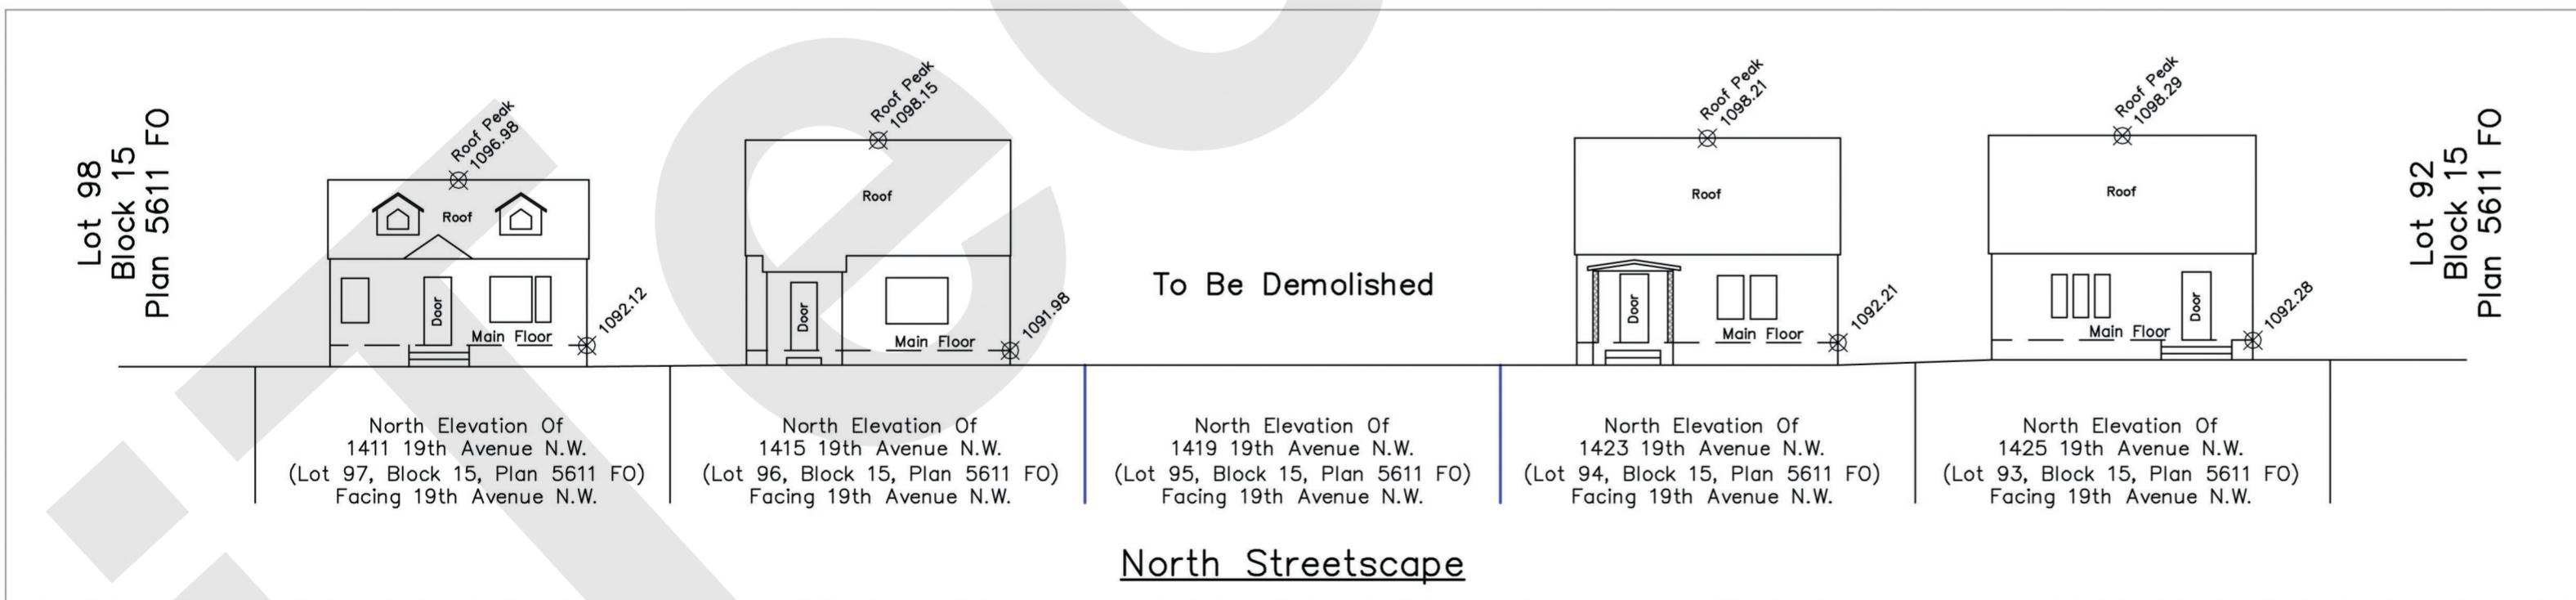 Lot 98
Block 15
Plan 5611 FO
Roof Peak
1096.98
Roof
Door
Main Floor
1092.12
Roof Peak
1098.15
Roof
Door
Main Floor
1091.98
To Be Demolished
Roof Peak
1098.21
Roof
Door
Main Floor
1092.21
Roof Peak
1098.29
Roof
Main Floor
Door
1092.28
Lot 92
Block 15
Plan 5611 FO
North Elevation Of
1411 19th Avenue N.W.
(Lot 97, Block 15, Plan 5611 FO)
Facing 19th Avenue N.W.
North Elevation Of
1415 19th Avenue N.W.
(Lot 96, Block 15, Plan 5611 FO)
Facing 19th Avenue N.W.
North Elevation Of
1419 19th Avenue N.W.
(Lot 95, Block 15, Plan 5611 FO)
Facing 19th Avenue N.W.
North Elevation Of
1423 19th Avenue N.W.
(Lot 94, Block 15, Plan 5611 FO)
Facing 19th Avenue N.W.
North Elevation Of
1425 19th Avenue N.W.
(Lot 93, Block 15, Plan 5611 FO)
Facing 19th Avenue N.W.
North Streetscape